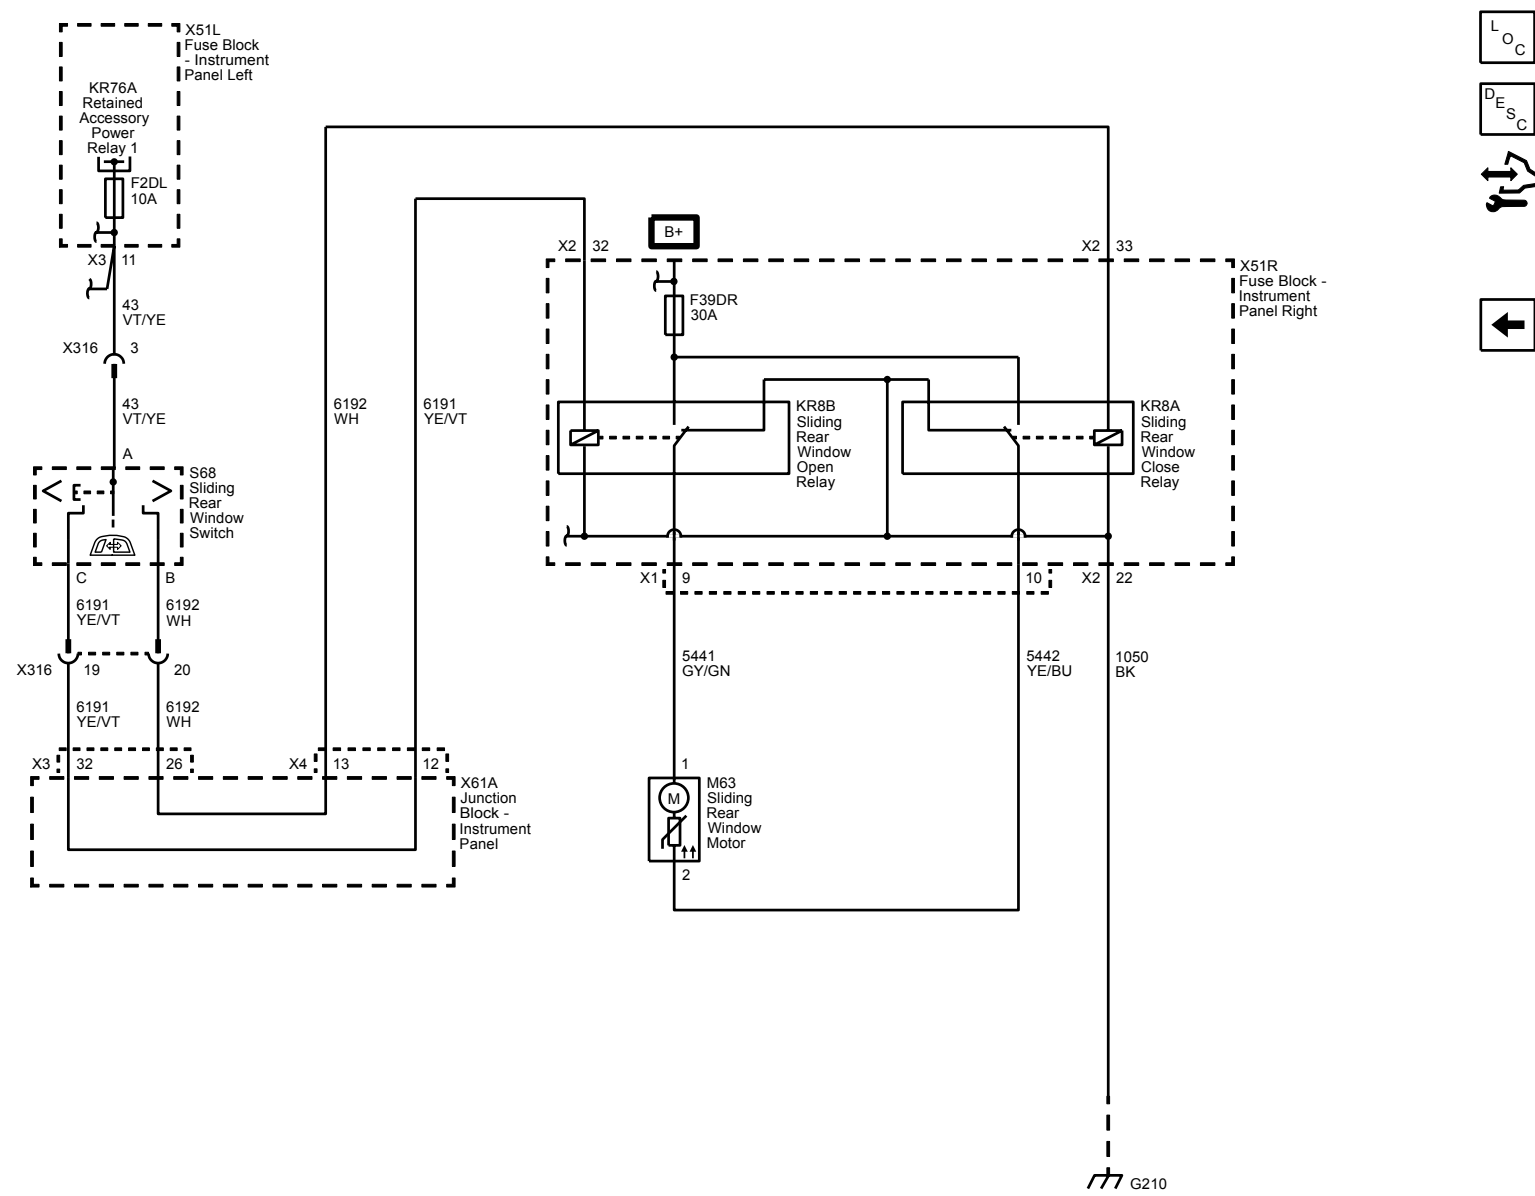 X51L
Fuse Block
- Instrument
Panel Left
KR76A
Retained
Accessory
Power
Relay 1
F2DL
10A
X3 11
43
VT/YE
X316 3
43
VT/YE
A
S68
Sliding
Rear
Window
Switch
C B
6191
YE/VT
6192
WH
X316 19 20
6191
YE/VT
6192
WH
X3 32 26
X4 13 12
X61A
Junction
Block -
Instrument
Panel
6192
WH
6191
YE/VT
B+
X2 32
X2 33
X51R
Fuse Block -
Instrument
Panel Right
F39DR
30A
KR8B
Sliding
Rear
Window
Open
Relay
KR8A
Sliding
Rear
Window
Close
Relay
X1 9 10
X2 22
5441
GY/GN
5442
YE/BU
1050
BK
1
M
M63
Sliding
Rear
Window
Motor
2
G210
LOC
DESC